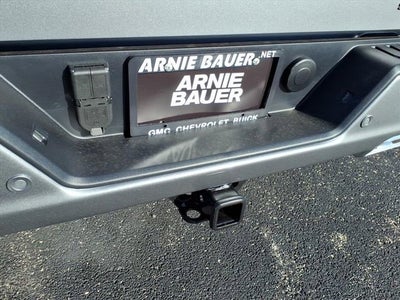 ARNIE BAUER.NET
ARNIE
BAUER
GMC CHEVROLET BUICK